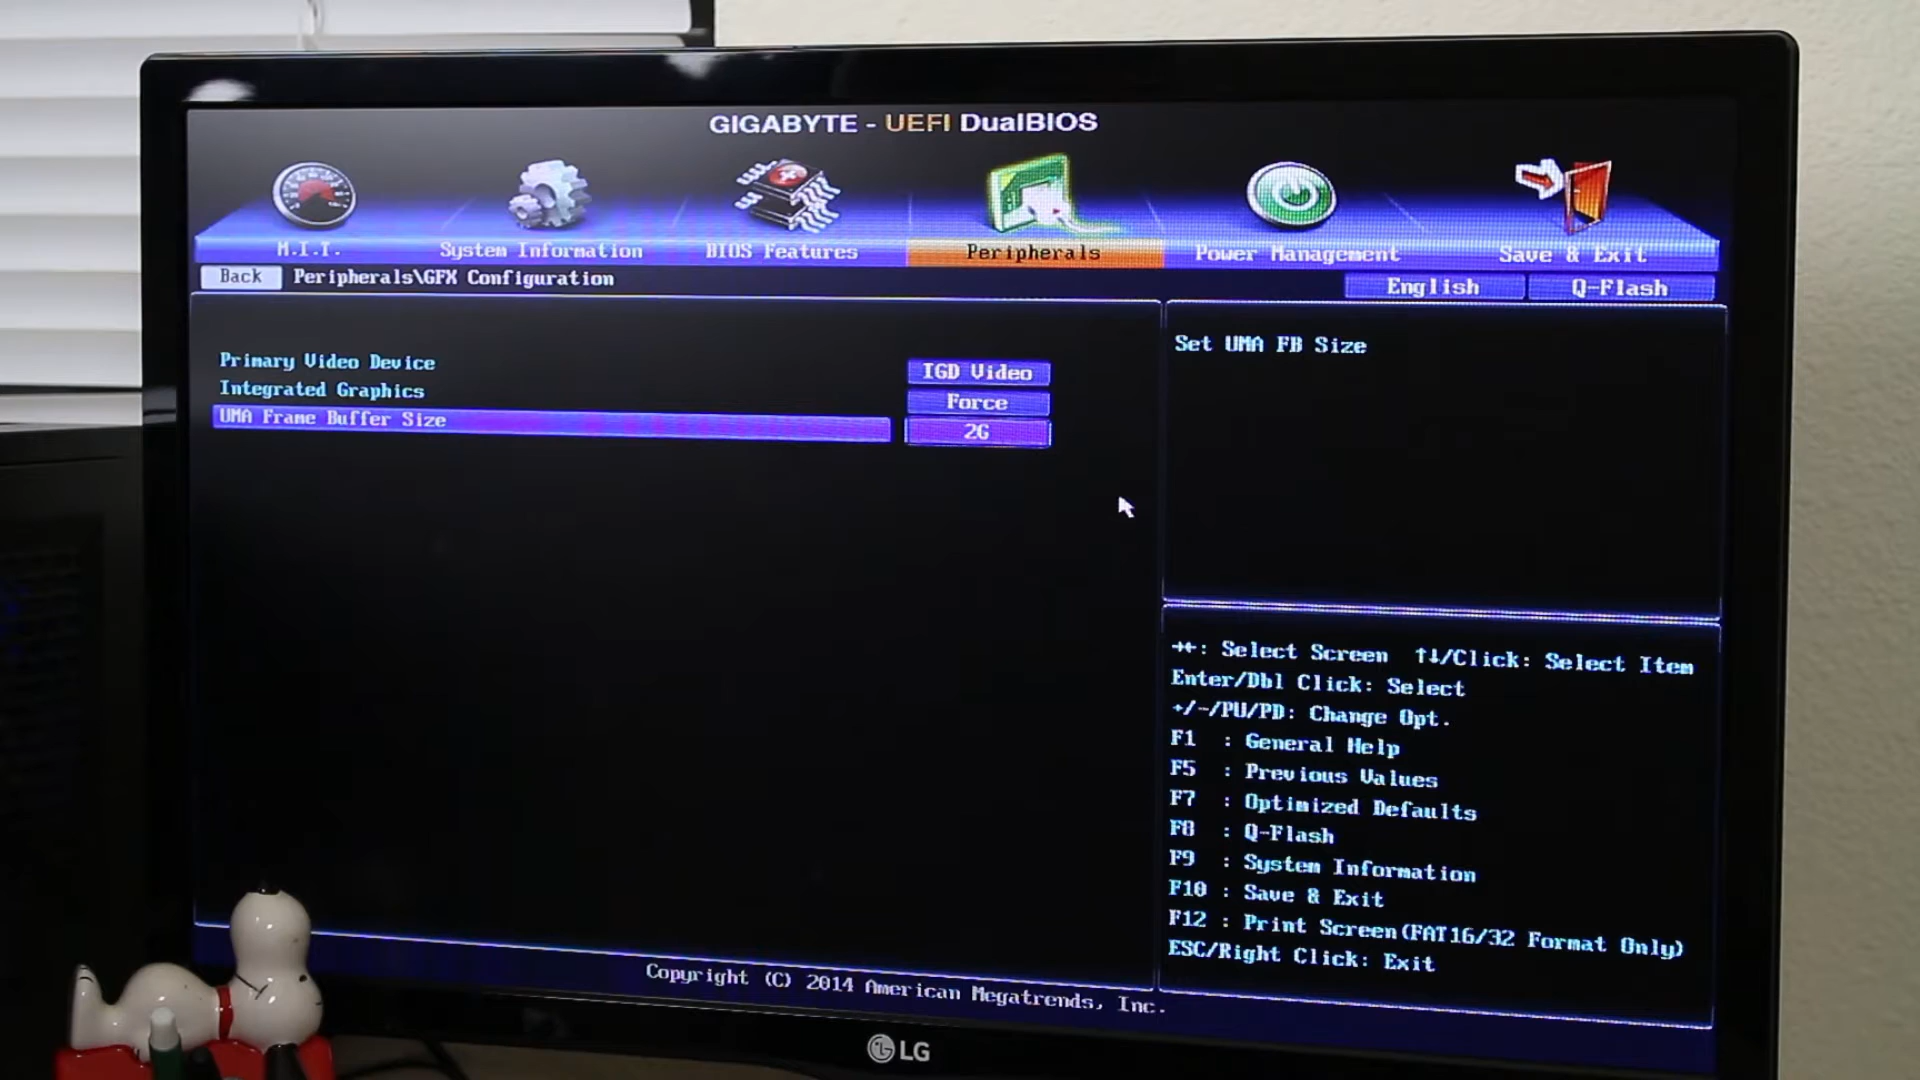 GIGABYTE - UEFI DualBIOS
M.I.T. System Information BIOS Features Peripherals Power Management Save & Exit
Back Peripherals\GFX Configuration English Q-Flash
Primary Video Device IGD Video
Integrated Graphics Force
UMA Frame Buffer Size 2G
Set UMA FB Size
→←: Select Screen ↑↓/Click: Select Item
Enter/Dbl Click: Select
+/-/PU/PD: Change Opt.
F1 : General Help
F5 : Previous Values
F7 : Optimized Defaults
F8 : Q-Flash
F9 : System Information
F10 : Save & Exit
F12 : Print Screen(FAT16/32 Format Only)
ESC/Right Click: Exit
Copyright (C) 2014 American Megatrends, Inc.
LG